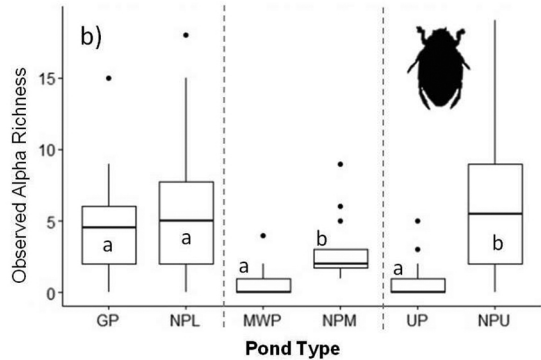 b)
Observed Alpha Richness
15
10
5
0
a
a
a
b
a
b
GP NPL MWP NPM UP NPU
Pond Type